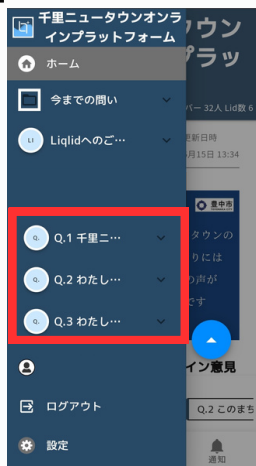 千里ニュータウンオンラ
インプラットフォーム
ホーム
今までの問い
LI
Liqlidへのご…
Q.
Q.1 千里ニ…
Q.
Q.2 わたし…
Q.
Q.3 わたし…
ログアウト
設定
タウン
プラッ
バー 32人 Lid数 6
更新日時
月15日 13:34
豊中市
タウンの
りには
の声が
です
イン意見
Q.2 このまち
通知